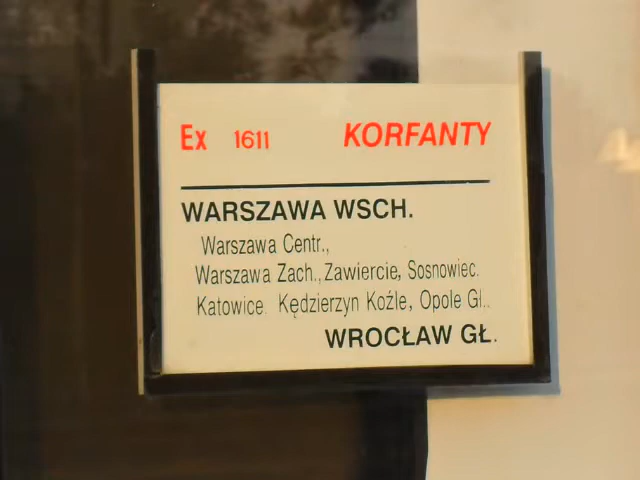 Ex 1611 KORFANTY
WARSZAWA WSCH.
Warszawa Centr.,
Warszawa Zach., Zawiercie, Sosnowiec.
Katowice. Kędzierzyn Koźle, Opole Gł..
WROCŁAW GŁ.